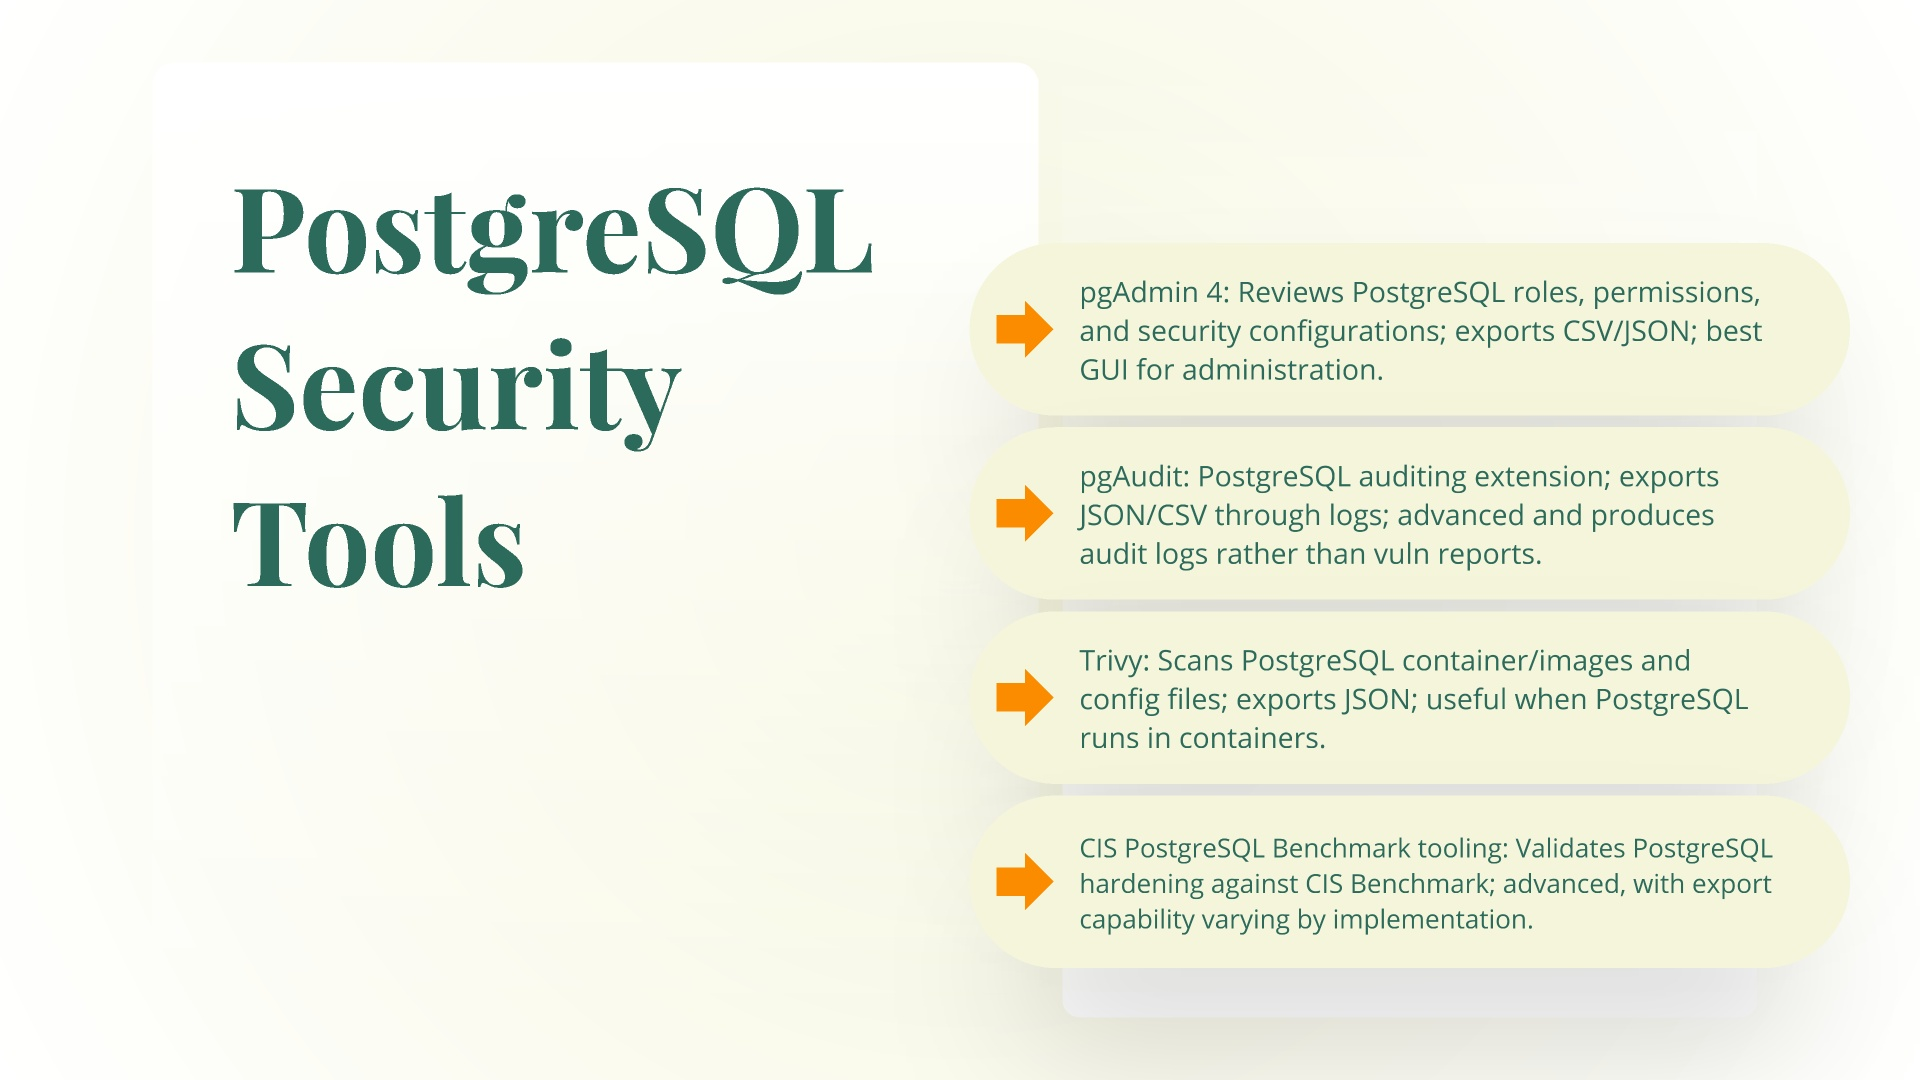 PostgreSQL
Security
Tools
pgAdmin 4: Reviews PostgreSQL roles, permissions,
and security configurations; exports CSV/JSON; best
GUI for administration.
pgAudit: PostgreSQL auditing extension; exports
JSON/CSV through logs; advanced and produces
audit logs rather than vuln reports.
Trivy: Scans PostgreSQL container/images and
config files; exports JSON; useful when PostgreSQL
runs in containers.
CIS PostgreSQL Benchmark tooling: Validates PostgreSQL
hardening against CIS Benchmark; advanced, with export
capability varying by implementation.